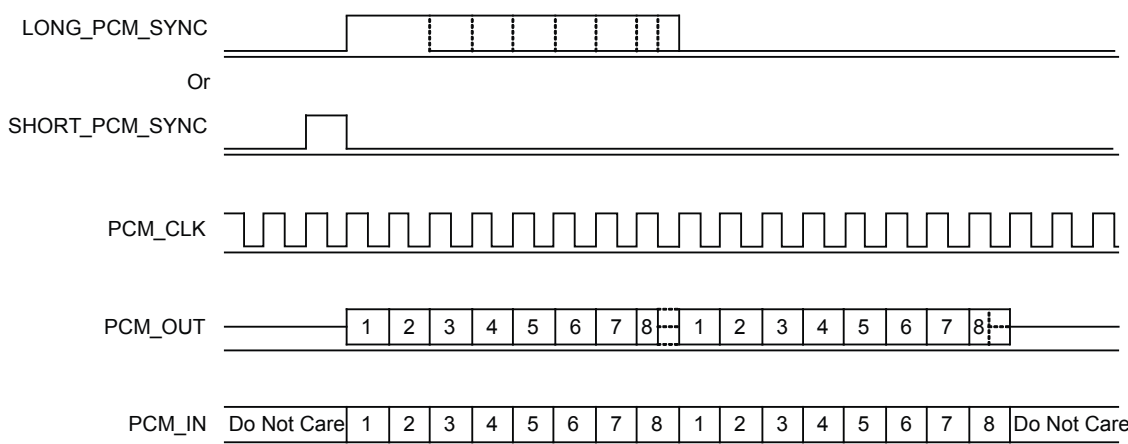 LONG_PCM_SYNC
Or
SHORT_PCM_SYNC
PCM_CLK
PCM_OUT 1 2 3 4 5 6 7 8 1 2 3 4 5 6 7 8
PCM_IN Do Not Care 1 2 3 4 5 6 7 8 1 2 3 4 5 6 7 8 Do Not Care